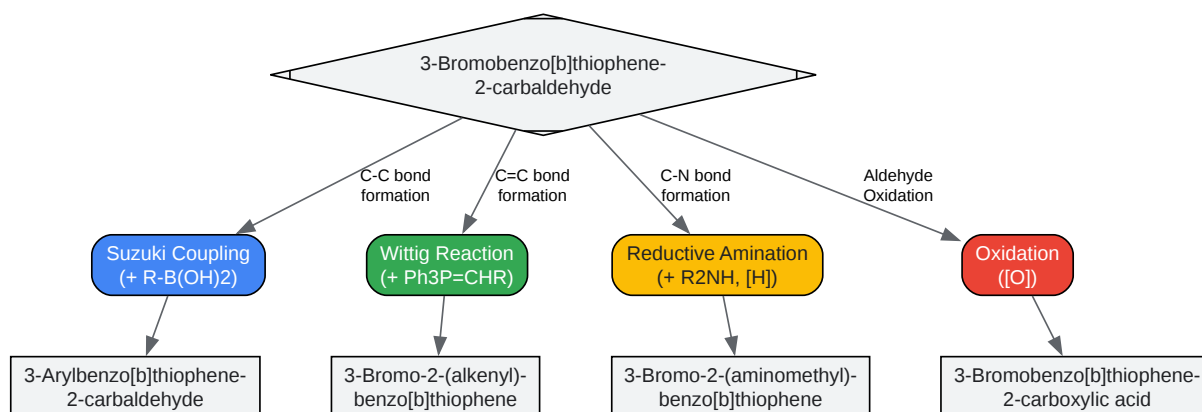 3-Bromobenzo[b]thiophene-
2-carbaldehyde
C-C bond
formation
C=C bond
formation
C-N bond
formation
Aldehyde
Oxidation
Suzuki Coupling
(+ R-B(OH)2)
Wittig Reaction
(+ Ph3P=CHR)
Reductive Amination
(+ R2NH, [H])
Oxidation
([O])
3-Arylbenzo[b]thiophene-
2-carbaldehyde
3-Bromo-2-(alkenyl)-
benzo[b]thiophene
3-Bromo-2-(aminomethyl)-
benzo[b]thiophene
3-Bromobenzo[b]thiophene-
2-carboxylic acid